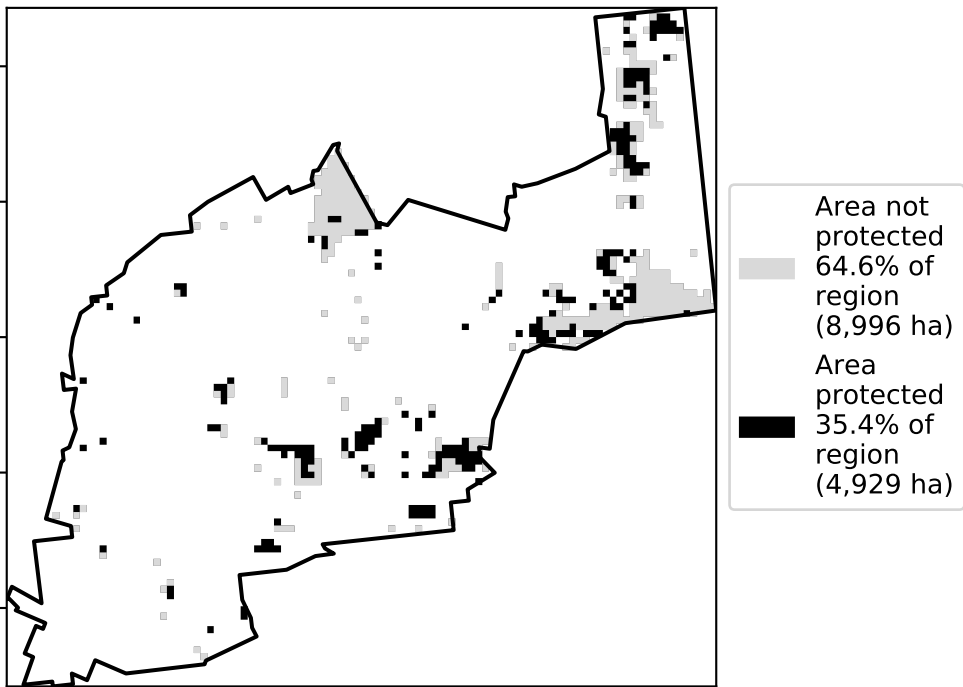 Area not
protected
64.6% of
region
(8,996 ha)
Area
protected
35.4% of
region
(4,929 ha)